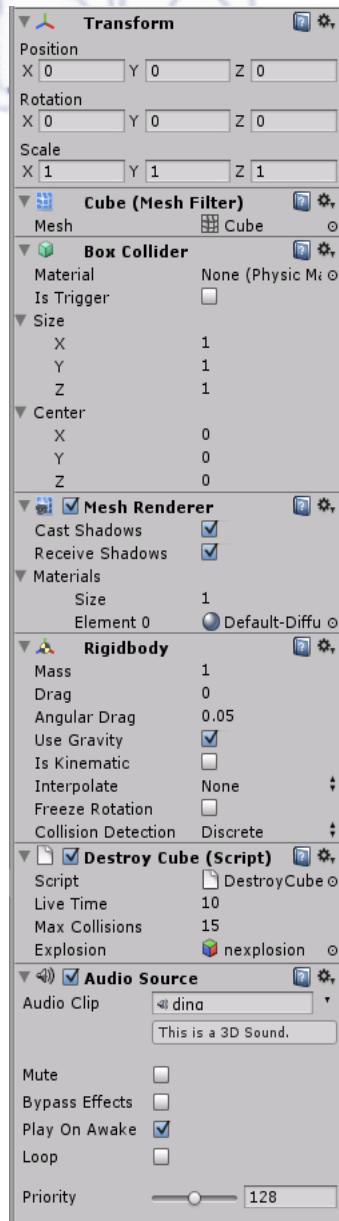 Transform
Position
X 0 Y 0 Z 0
Rotation
X 0 Y 0 Z 0
Scale
X 1 Y 1 Z 1
Cube (Mesh Filter)
Mesh Cube
Box Collider
Material None (Physic Ma
Is Trigger
Size
X 1
Y 1
Z 1
Center
X 0
Y 0
Z 0
Mesh Renderer
Cast Shadows
Receive Shadows
Materials
Size 1
Element 0 Default-Diffu
Rigidbody
Mass 1
Drag 0
Angular Drag 0.05
Use Gravity
Is Kinematic
Interpolate None
Freeze Rotation
Collision Detection Discrete
Destroy Cube (Script)
Script DestroyCube
Live Time 10
Max Collisions 15
Explosion nexplosion
Audio Source
Audio Clip ding
This is a 3D Sound.
Mute
Bypass Effects
Play On Awake
Loop
Priority 128